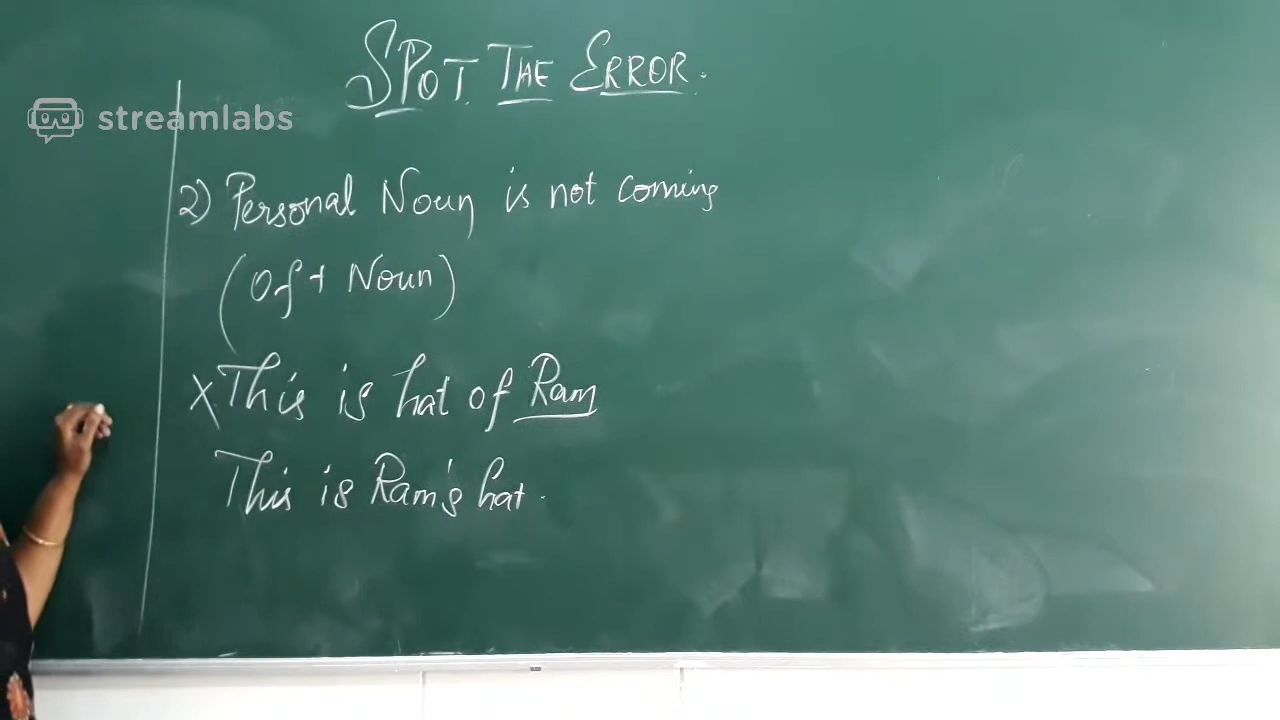 SPOT THE ERROR.
streamlabs
2) Personal Noun is not coming
(Of + Noun)
X This is hat of Ram
This is Ram's hat.